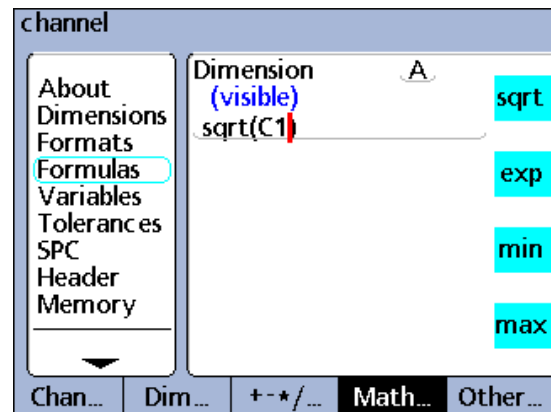 channel
About
Dimensions
Formats
Formulas
Variables
Tolerances
SPC
Header
Memory
Dimension A
(visible)
sqrt(C1)
sqrt
exp
min
max
Chan... Dim... +-*/... Math... Other...